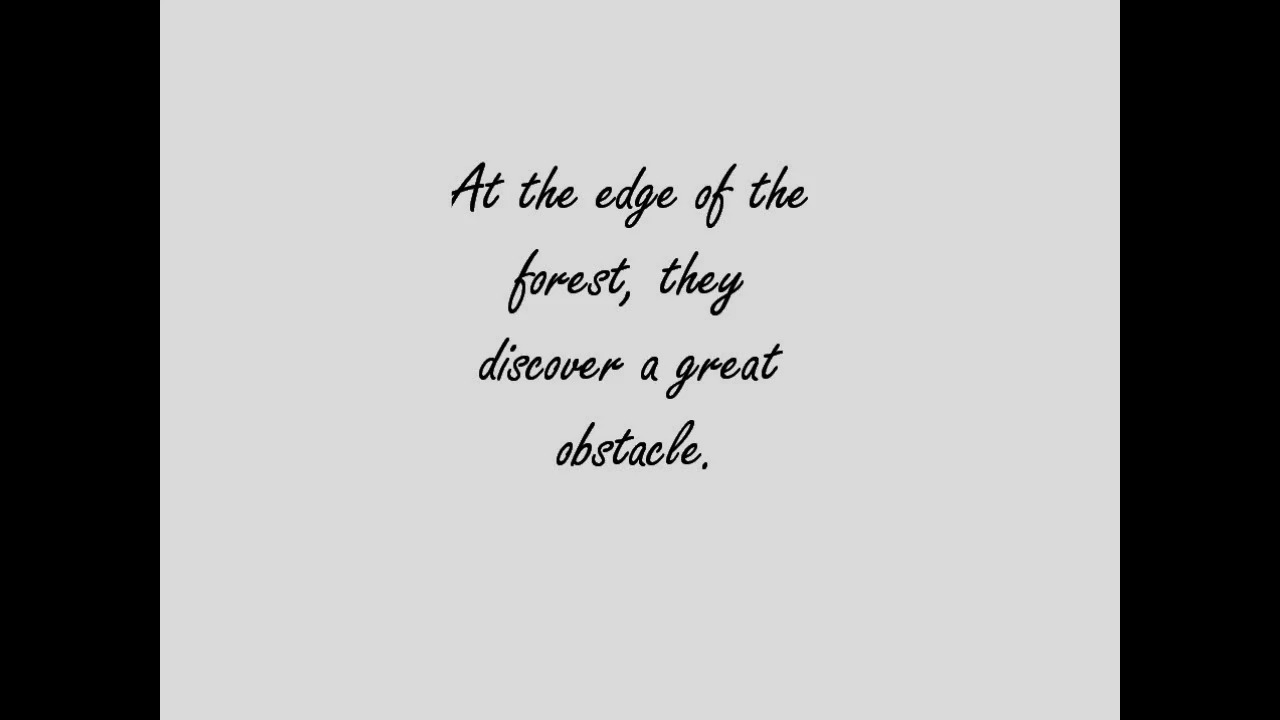 At the edge of the
forest, they
discover a great
obstacle.